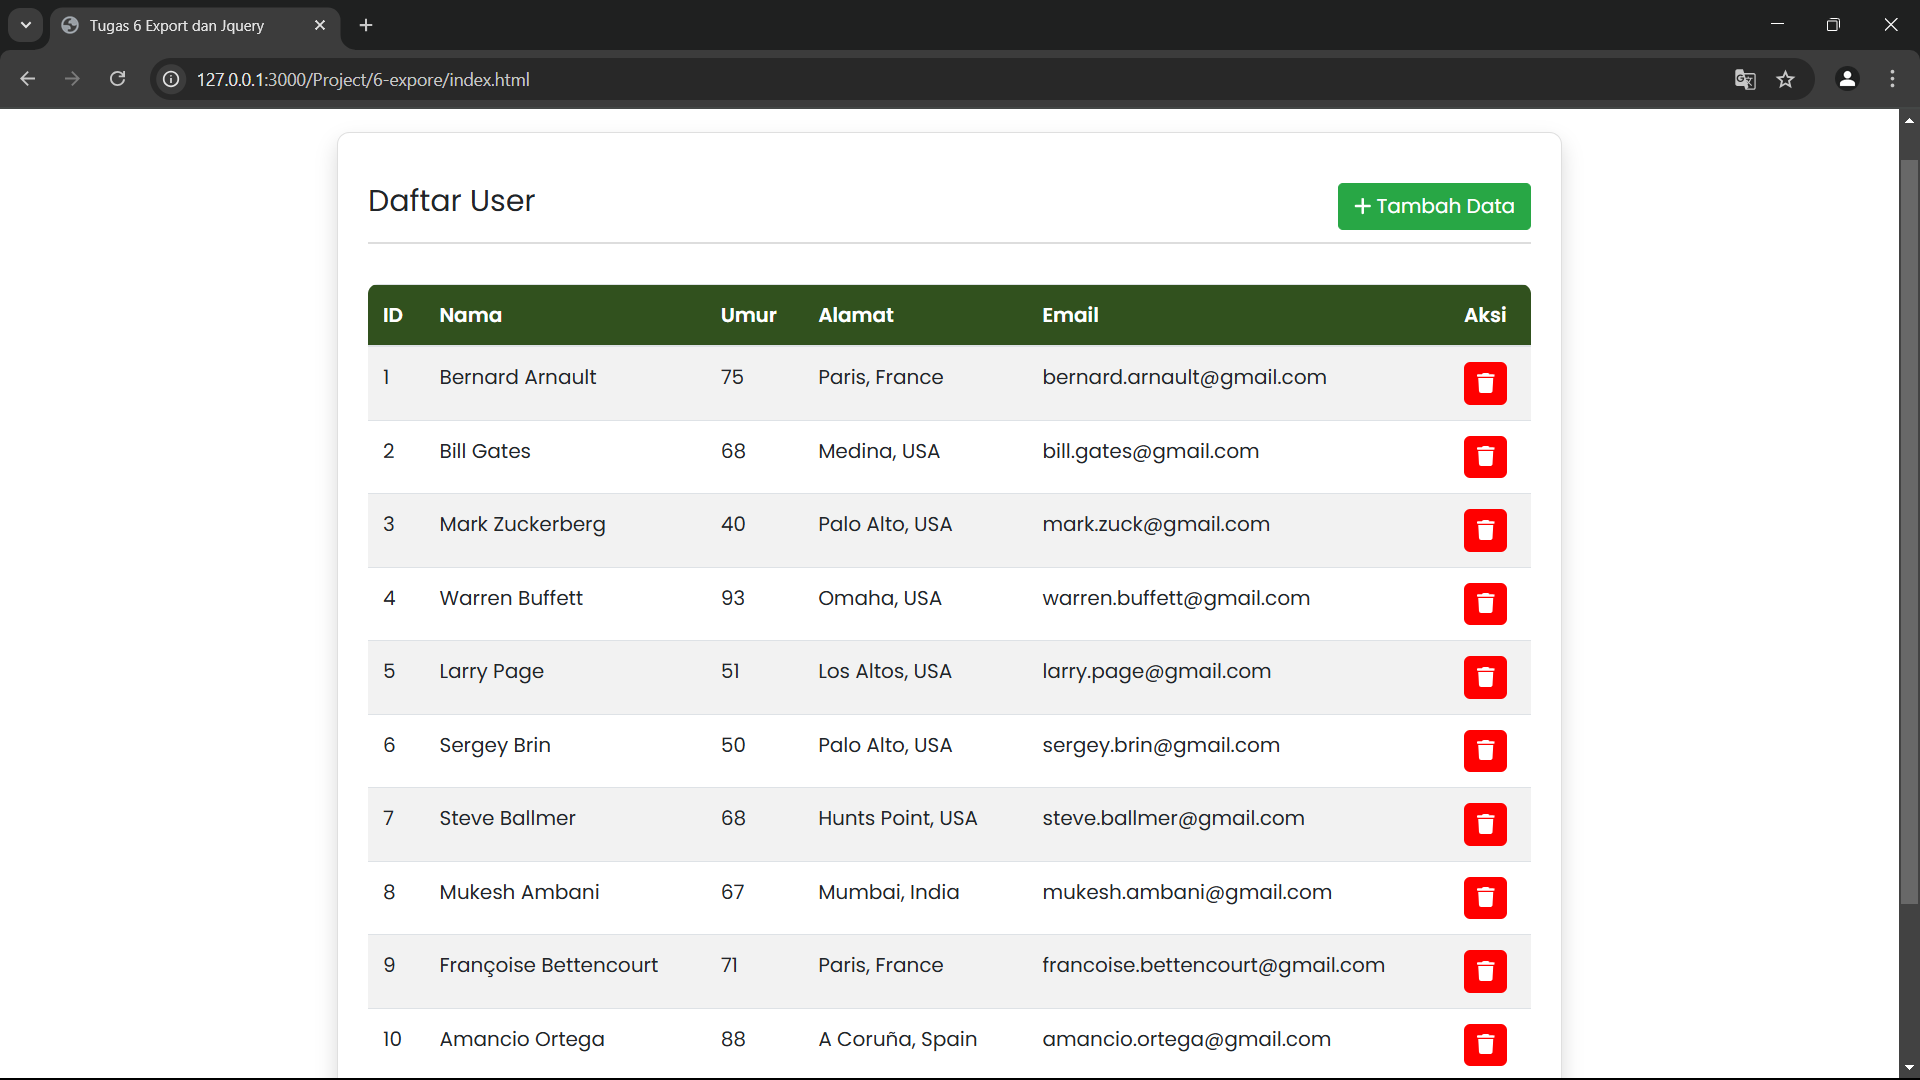 Tugas 6 Export dan Jquery
127.0.0.1:3000/Project/6-expore/index.html
Daftar User
+ Tambah Data
ID Nama Umur Alamat Email Aksi
1 Bernard Arnault 75 Paris, France bernard.arnault@gmail.com
2 Bill Gates 68 Medina, USA bill.gates@gmail.com
3 Mark Zuckerberg 40 Palo Alto, USA mark.zuck@gmail.com
4 Warren Buffett 93 Omaha, USA warren.buffett@gmail.com
5 Larry Page 51 Los Altos, USA larry.page@gmail.com
6 Sergey Brin 50 Palo Alto, USA sergey.brin@gmail.com
7 Steve Ballmer 68 Hunts Point, USA steve.ballmer@gmail.com
8 Mukesh Ambani 67 Mumbai, India mukesh.ambani@gmail.com
9 Françoise Bettencourt 71 Paris, France francoise.bettencourt@gmail.com
10 Amancio Ortega 88 A Coruña, Spain amancio.ortega@gmail.com